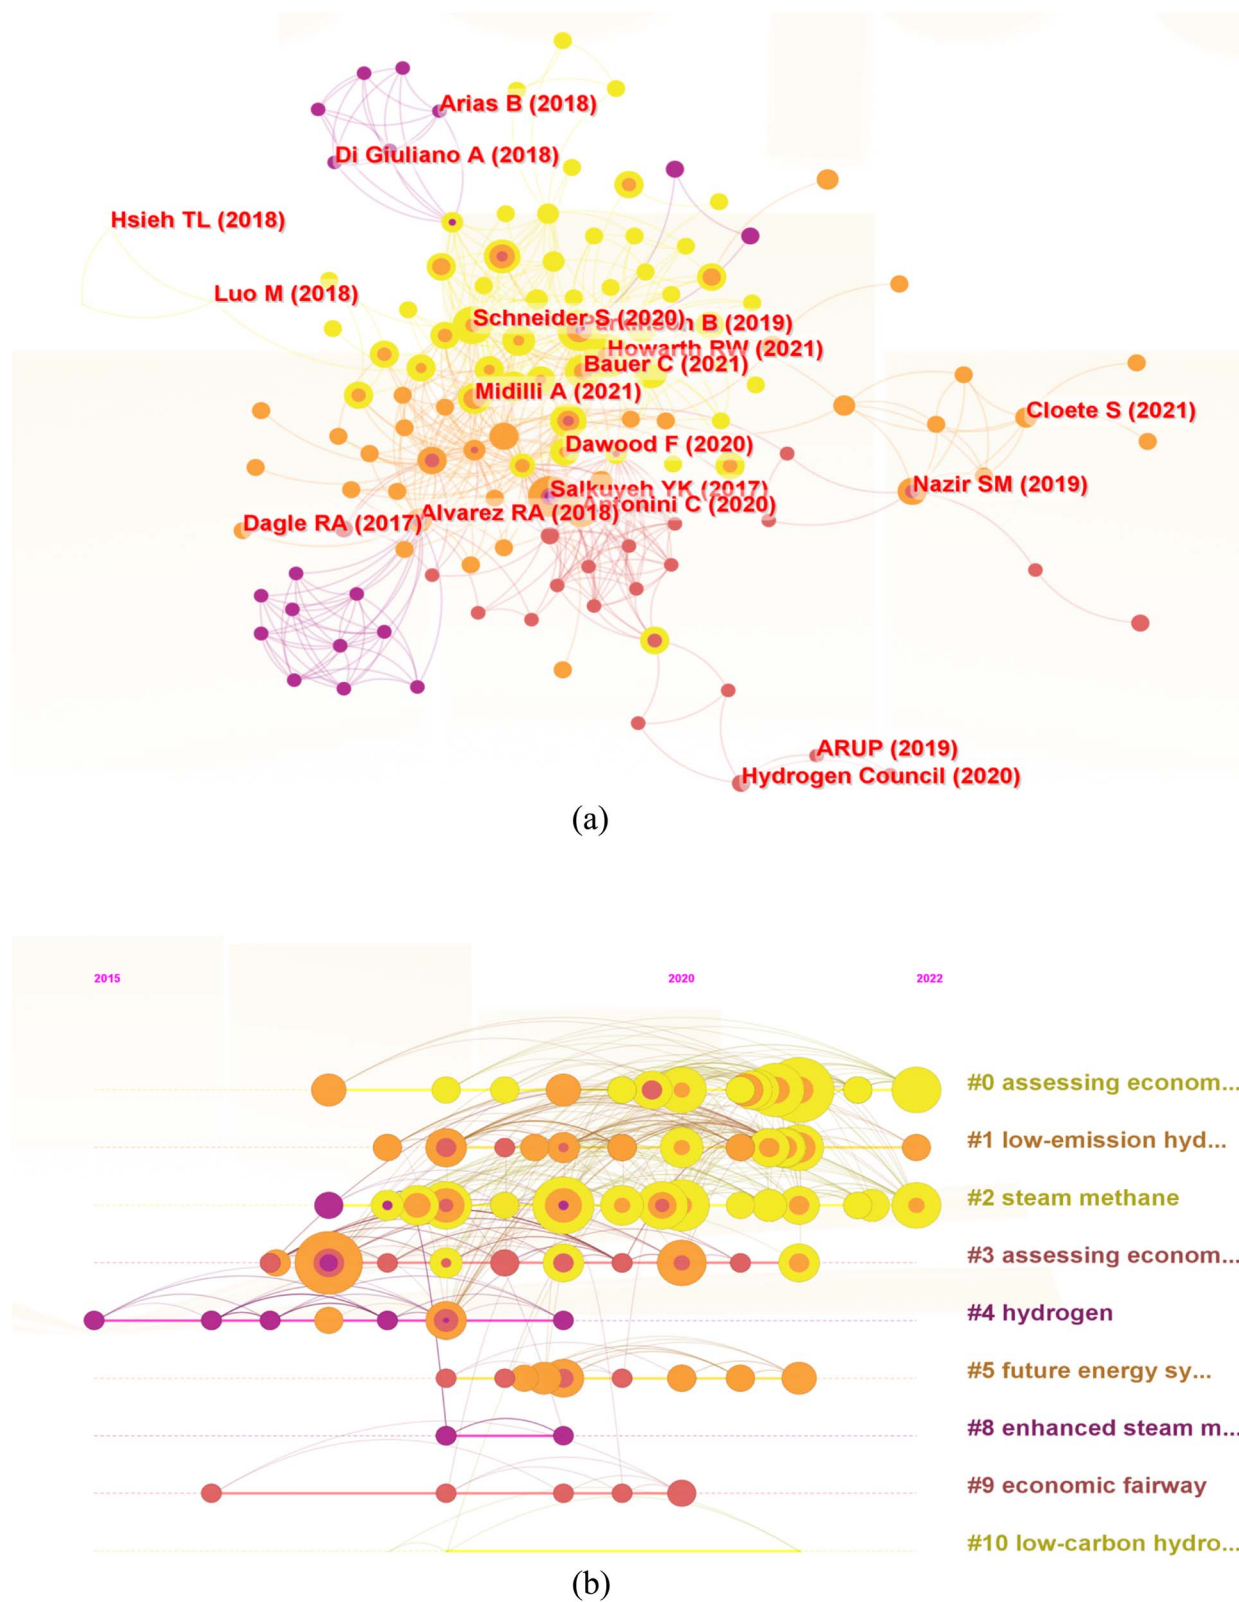 Arias B (2018)
Di Giuliano A (2018)
Hsieh TL (2018)
Luo M (2018)
Schneider S (2020)
Parkinson B (2019)
Howarth RW (2021)
Bauer C (2021)
Midilli A (2021)
Cloete S (2021)
Dawood F (2020)
Nazir SM (2019)
Salkuyeh YK (2017)
Antonini C (2020)
Alvarez RA (2018)
Dagle RA (2017)
ARUP (2019)
Hydrogen Council (2020)
(a)
2015 2020 2022
#0 assessing econom...
#1 low-emission hyd...
#2 steam methane
#3 assessing econom...
#4 hydrogen
#5 future energy sy...
#8 enhanced steam m...
#9 economic fairway
#10 low-carbon hydro...
(b)